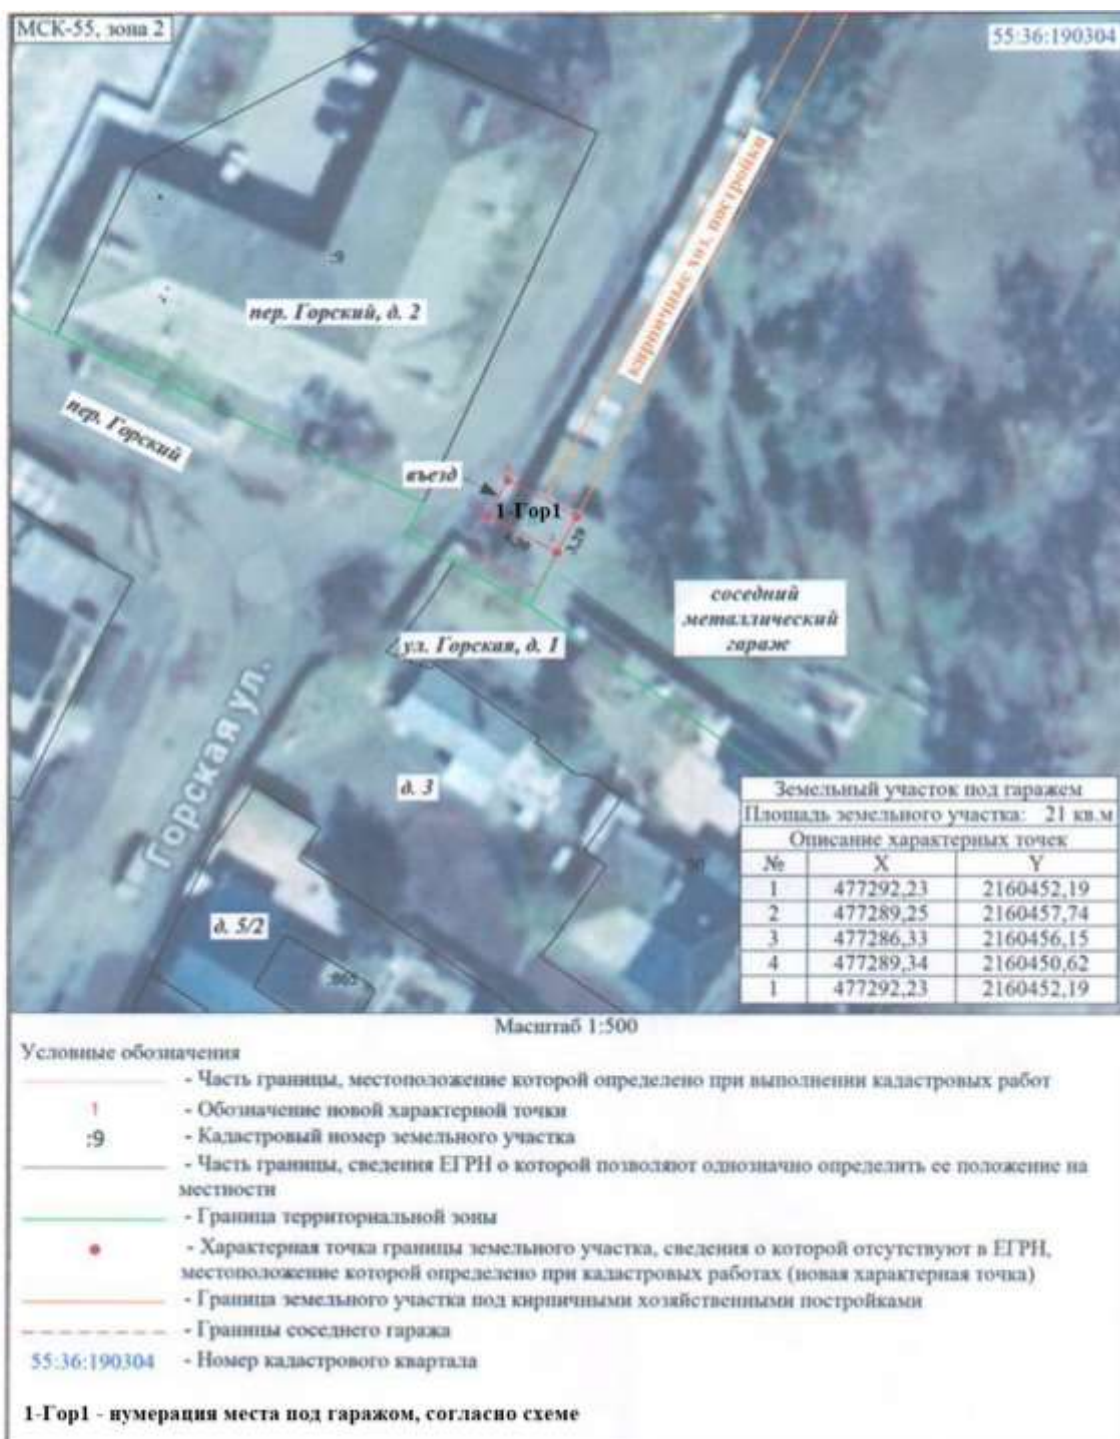 МСК-55, зона 2
55:36:190304
кирпичные хоз. постройки
:9
пер. Горский, д. 2
пер. Горский
въезд
1-Гор1
3,29
соседний
металлический
гараж
ул. Горская, д. 1
Горская ул.
д. 3
д. 5/2
Земельный участок под гаражем
Площадь земельного участка: 21 кв.м
Описание характерных точек
№ X Y
1 477292,23 2160452,19
2 477289,25 2160457,74
3 477286,33 2160456,15
4 477289,34 2160450,62
1 477292,23 2160452,19
Масштаб 1:500
Условные обозначения
- Часть границы, местоположение которой определено при выполнении кадастровых работ
1 - Обозначение новой характерной точки
:9 - Кадастровый номер земельного участка
- Часть границы, сведения ЕГРН о которой позволяют однозначно определить ее положение на
местности
- Граница территориальной зоны
- Характерная точка границы земельного участка, сведения о которой отсутствуют в ЕГРН,
местоположение которой определено при кадастровых работах (новая характерная точка)
- Граница земельного участка под кирпичными хозяйственными постройками
- Границы соседнего гаража
55:36:190304 - Номер кадастрового квартала
1-Гор1 - нумерация места под гаражом, согласно схеме